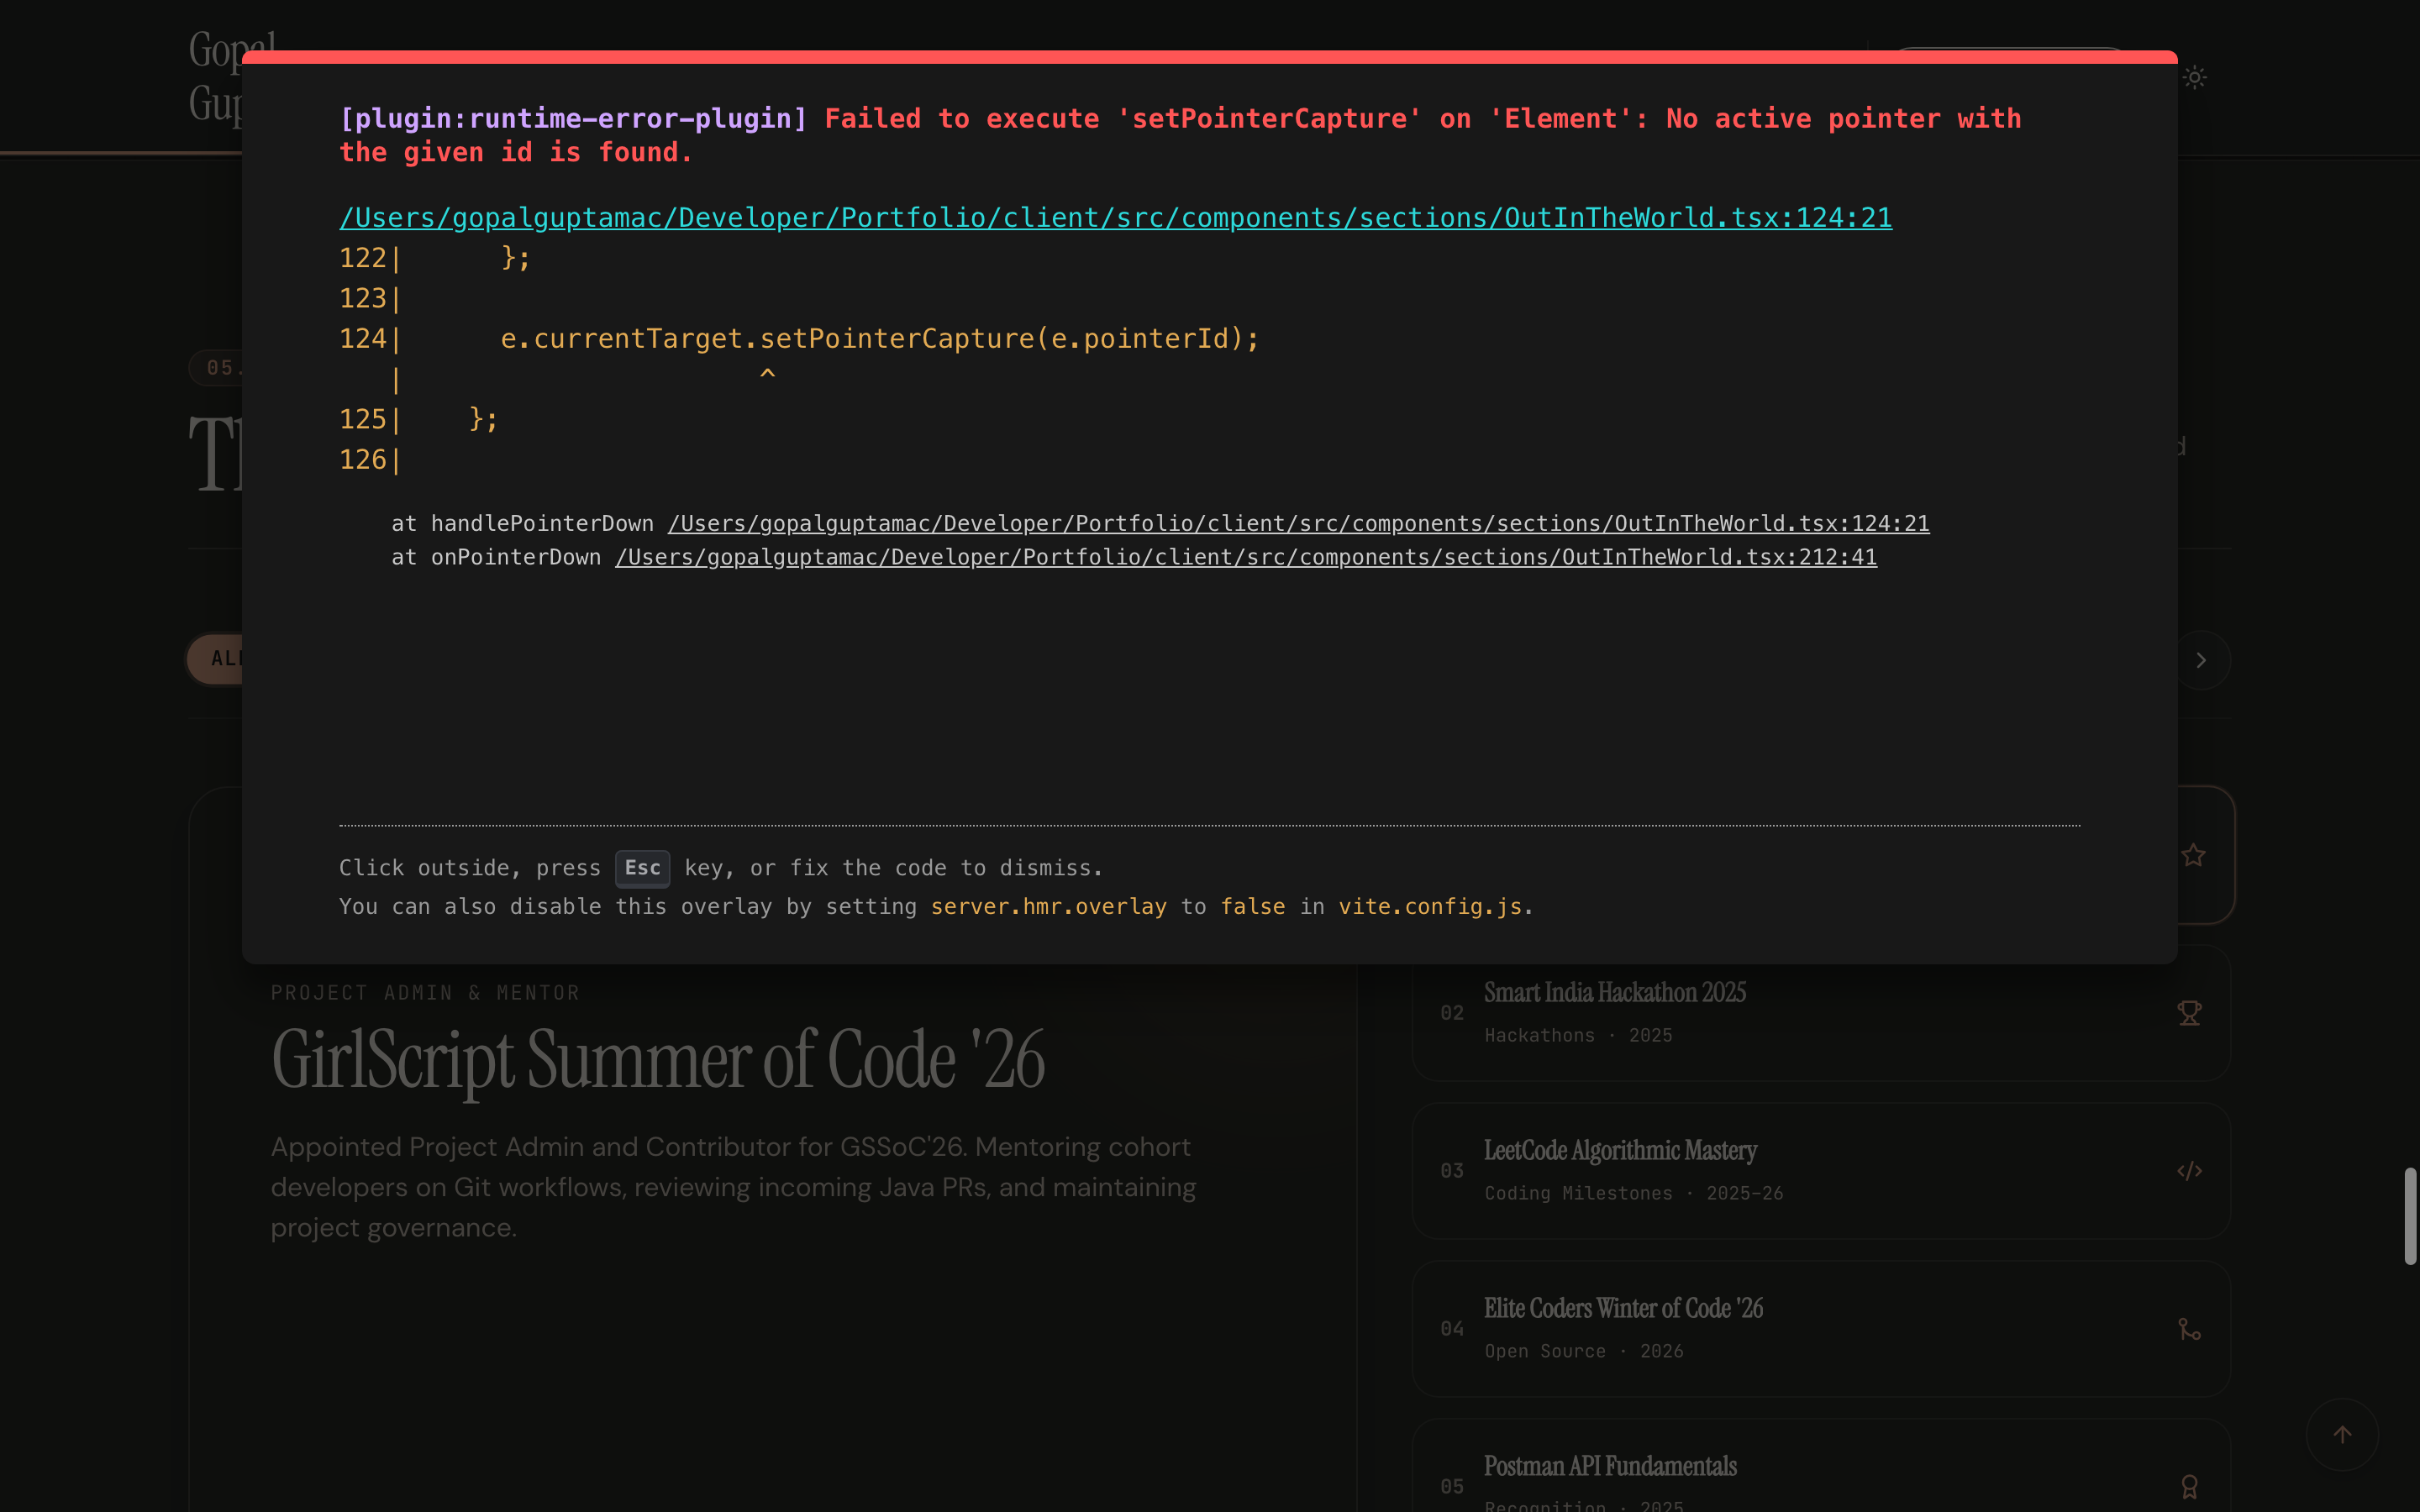 Gopal
[plugin:runtime-error-plugin] Failed to execute 'setPointerCapture' on 'Element': No active pointer with
the given id is found.
/Users/gopalguptamac/Developer/Portfolio/client/src/components/sections/OutInTheWorld.tsx:124:21
122|      };
123|
124|      e.currentTarget.setPointerCapture(e.pointerId);
   |                      ^
125|    };
126|
at handlePointerDown /Users/gopalguptamac/Developer/Portfolio/client/src/components/sections/OutInTheWorld.tsx:124:21
at onPointerDown /Users/gopalguptamac/Developer/Portfolio/client/src/components/sections/OutInTheWorld.tsx:212:41
Click outside, press Esc key, or fix the code to dismiss.
You can also disable this overlay by setting server.hmr.overlay to false in vite.config.js.
05.
PROJECT ADMIN & MENTOR
GirlScript Summer of Code '26
Appointed Project Admin and Contributor for GSSoC'26. Mentoring cohort
developers on Git workflows, reviewing incoming Java PRs, and maintaining
project governance.
02
Smart India Hackathon 2025
Hackathons · 2025
03
LeetCode Algorithmic Mastery
Coding Milestones · 2025-26
04
Elite Coders Winter of Code '26
Open Source · 2026
05
Postman API Fundamentals
Recognition · 2025